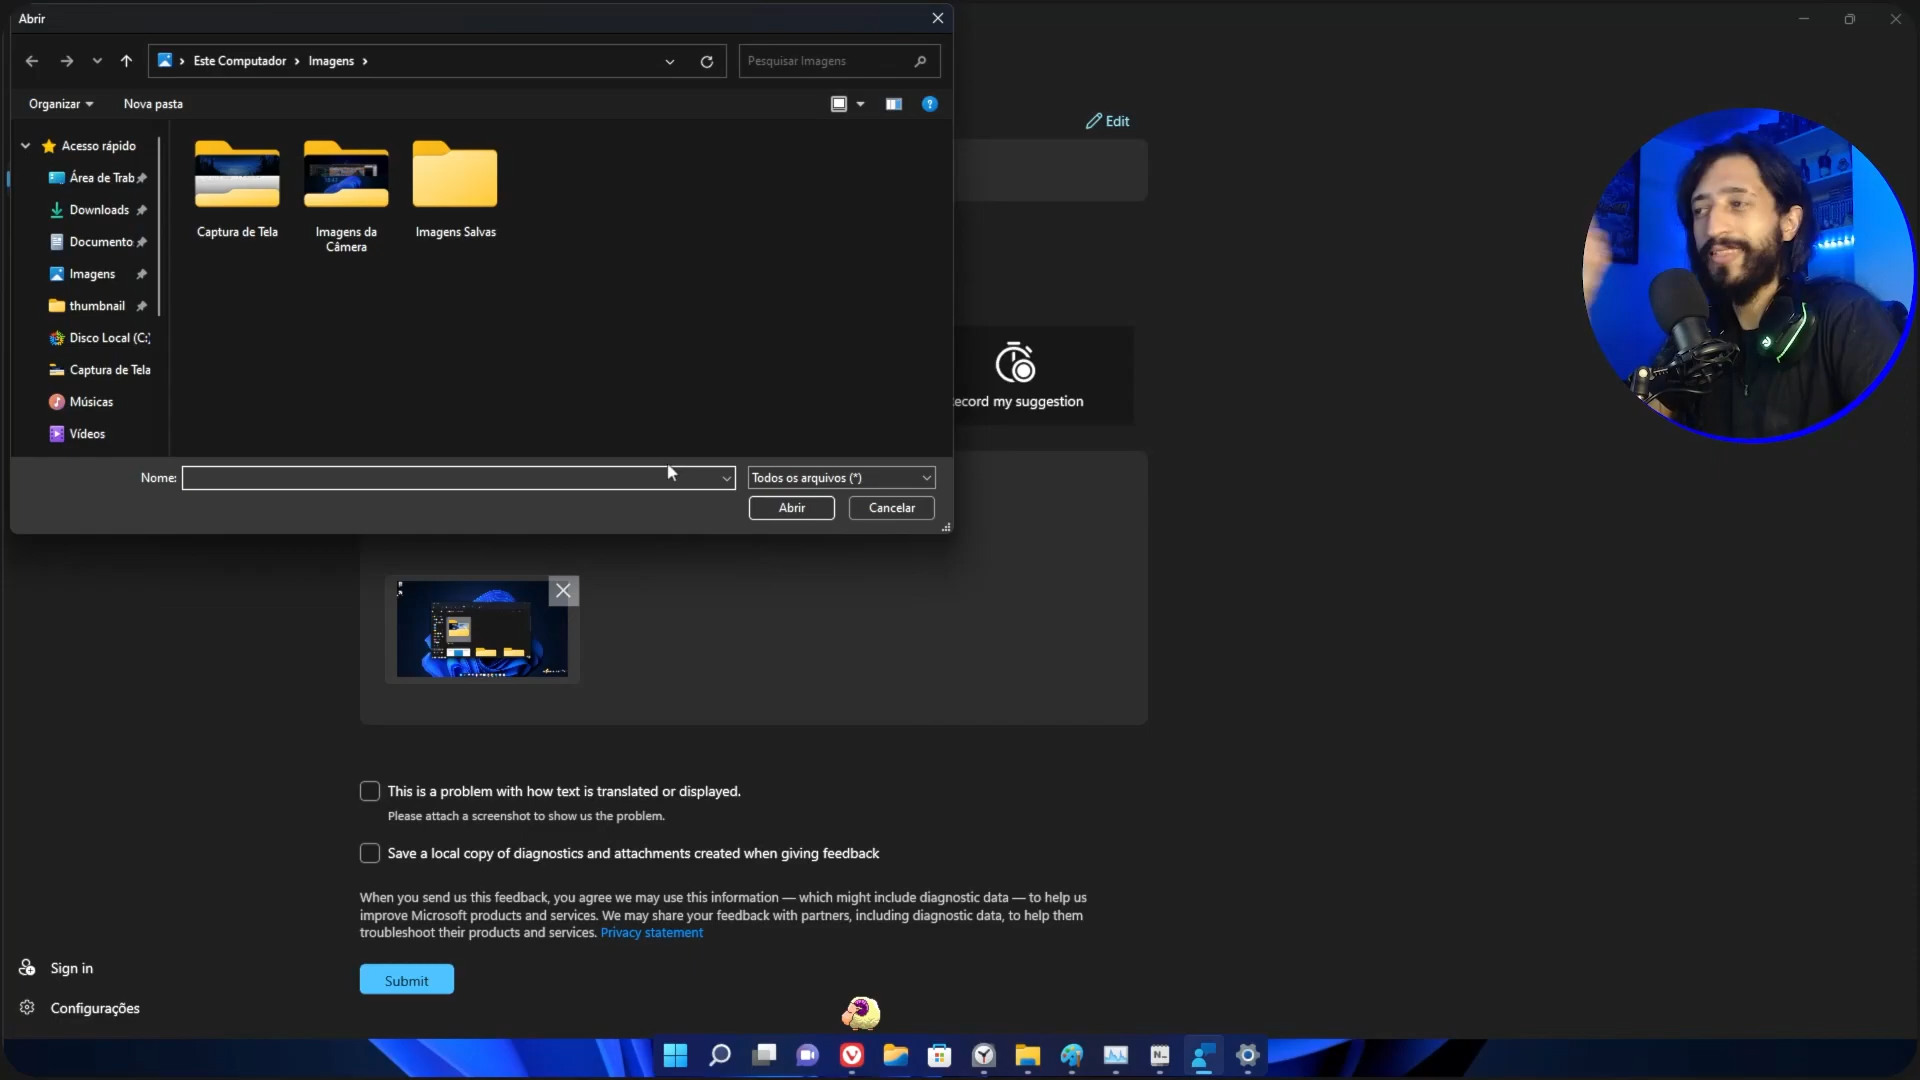 Abrir
Este Computador
Imagens
Pesquisar Imagens
Organizar
Nova pasta
Edit
Acesso rápido
Área de Trab
Downloads
Documento
Imagens
thumbnail
Disco Local (C:)
Captura de Tela
Músicas
Vídeos
Captura de Tela
Imagens da
Câmera
Imagens Salvas
ecord my suggestion
Nome:
Todos os arquivos (*)
Abrir
Cancelar
This is a problem with how text is translated or displayed.
Please attach a screenshot to show us the problem.
Save a local copy of diagnostics and attachments created when giving feedback
When you send us this feedback, you agree we may use this information — which might include diagnostic data — to help us
improve Microsoft products and services. We may share your feedback with partners, including diagnostic data, to help them
troubleshoot their products and services. Privacy statement
Sign in
Configurações
Submit